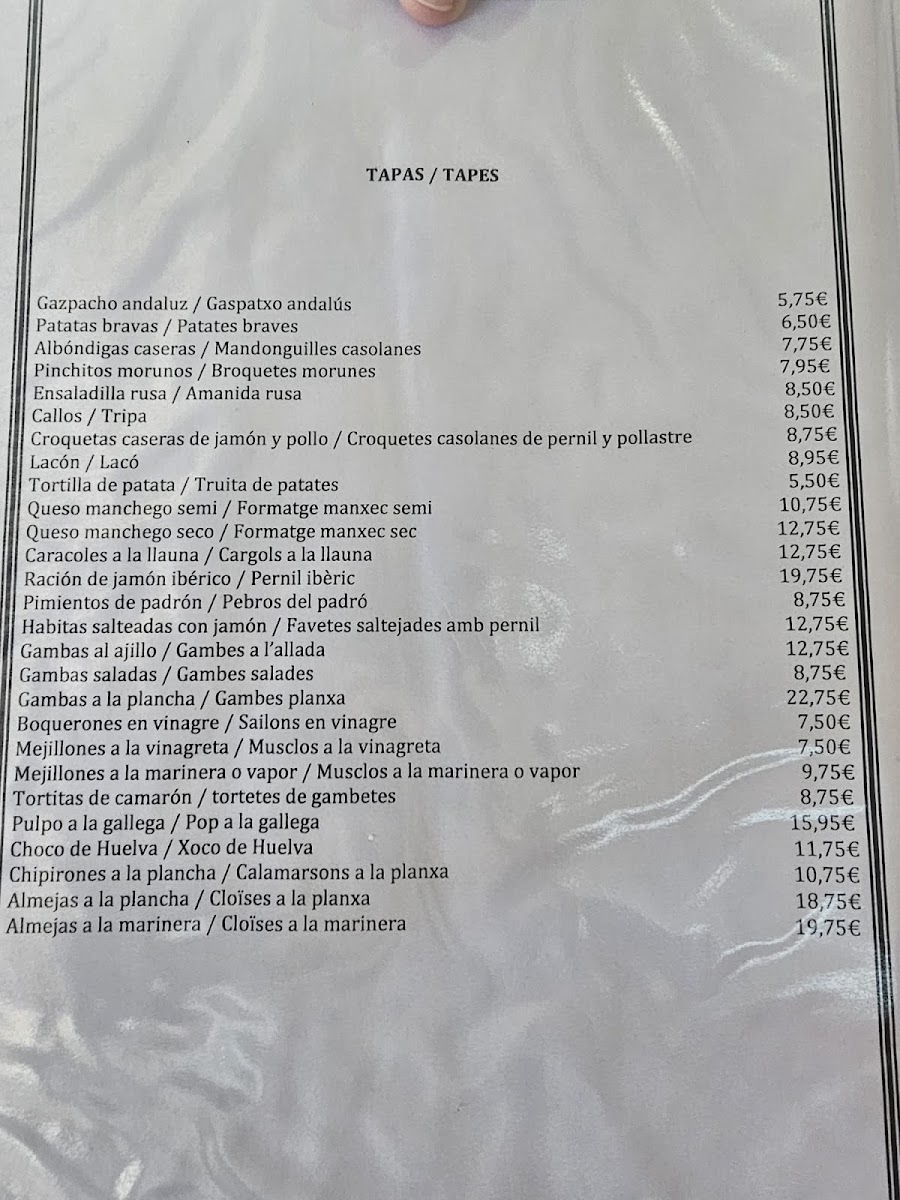 TAPAS / TAPES
Gazpacho andaluz / Gaspatxo andalús 5,75€
Patatas bravas / Patates braves 6,50€
Albóndigas caseras / Mandonguilles casolanes 7,75€
Pinchitos morunos / Broquetes morunes 7,95€
Ensaladilla rusa / Amanida rusa 8,50€
Callos / Tripa 8,50€
Croquetas caseras de jamón y pollo / Croquetes casolanes de pernil y pollastre 8,75€
Lacón / Lacó 8,95€
Tortilla de patata / Truita de patates 5,50€
Queso manchego semi / Formatge manxec semi 10,75€
Queso manchego seco / Formatge manxec sec 12,75€
Caracoles a la llauna / Cargols a la llauna 12,75€
Ración de jamón ibérico / Pernil ibèric 19,75€
Pimientos de padrón / Pebros del padró 8,75€
Habitas salteadas con jamón / Favetes saltejades amb pernil 12,75€
Gambas al ajillo / Gambes a l’allada 12,75€
Gambas saladas / Gambes salades 8,75€
Gambas a la plancha / Gambes planxa 22,75€
Boquerones en vinagre / Sailons en vinagre 7,50€
Mejillones a la vinagreta / Musclos a la vinagreta 7,50€
Mejillones a la marinera o vapor / Musclos a la marinera o vapor 9,75€
Tortitas de camarón / tortetes de gambetes 8,75€
Pulpo a la gallega / Pop a la gallega 15,95€
Choco de Huelva / Xoco de Huelva 11,75€
Chipirones a la plancha / Calamarsons a la planxa 10,75€
Almejas a la plancha / Cloïses a la planxa 18,75€
Almejas a la marinera / Cloïses a la marinera 19,75€